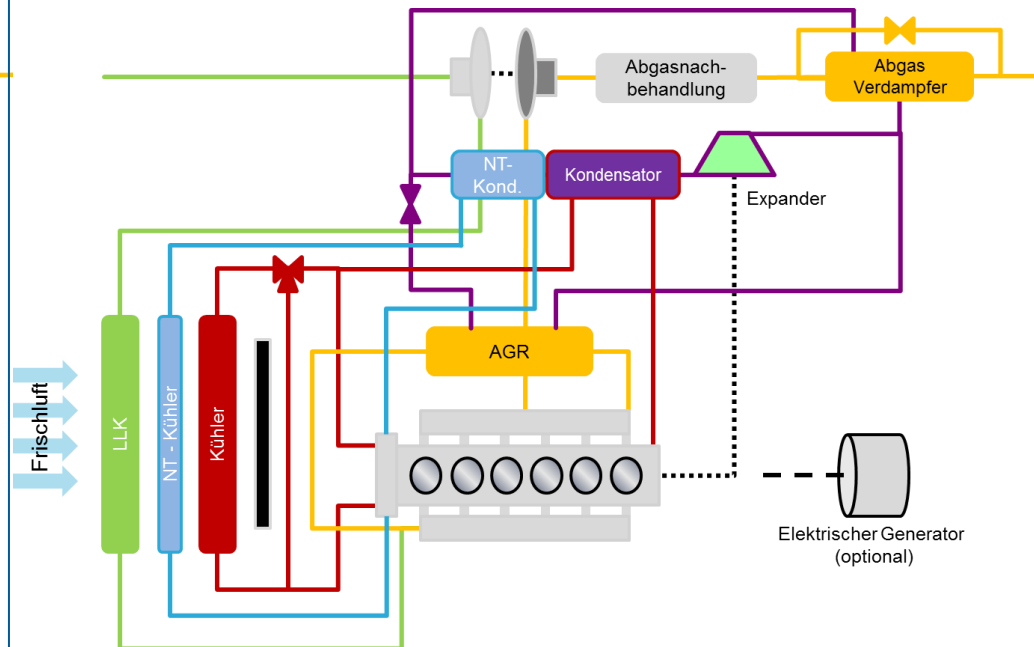 Abgasnach-
behandlung
Abgas
Verdampfer
NT-
Kond.
Kondensator
Expander
AGR
Frischluft
LLK
NT - Kühler
Kühler
Elektrischer Generator
(optional)